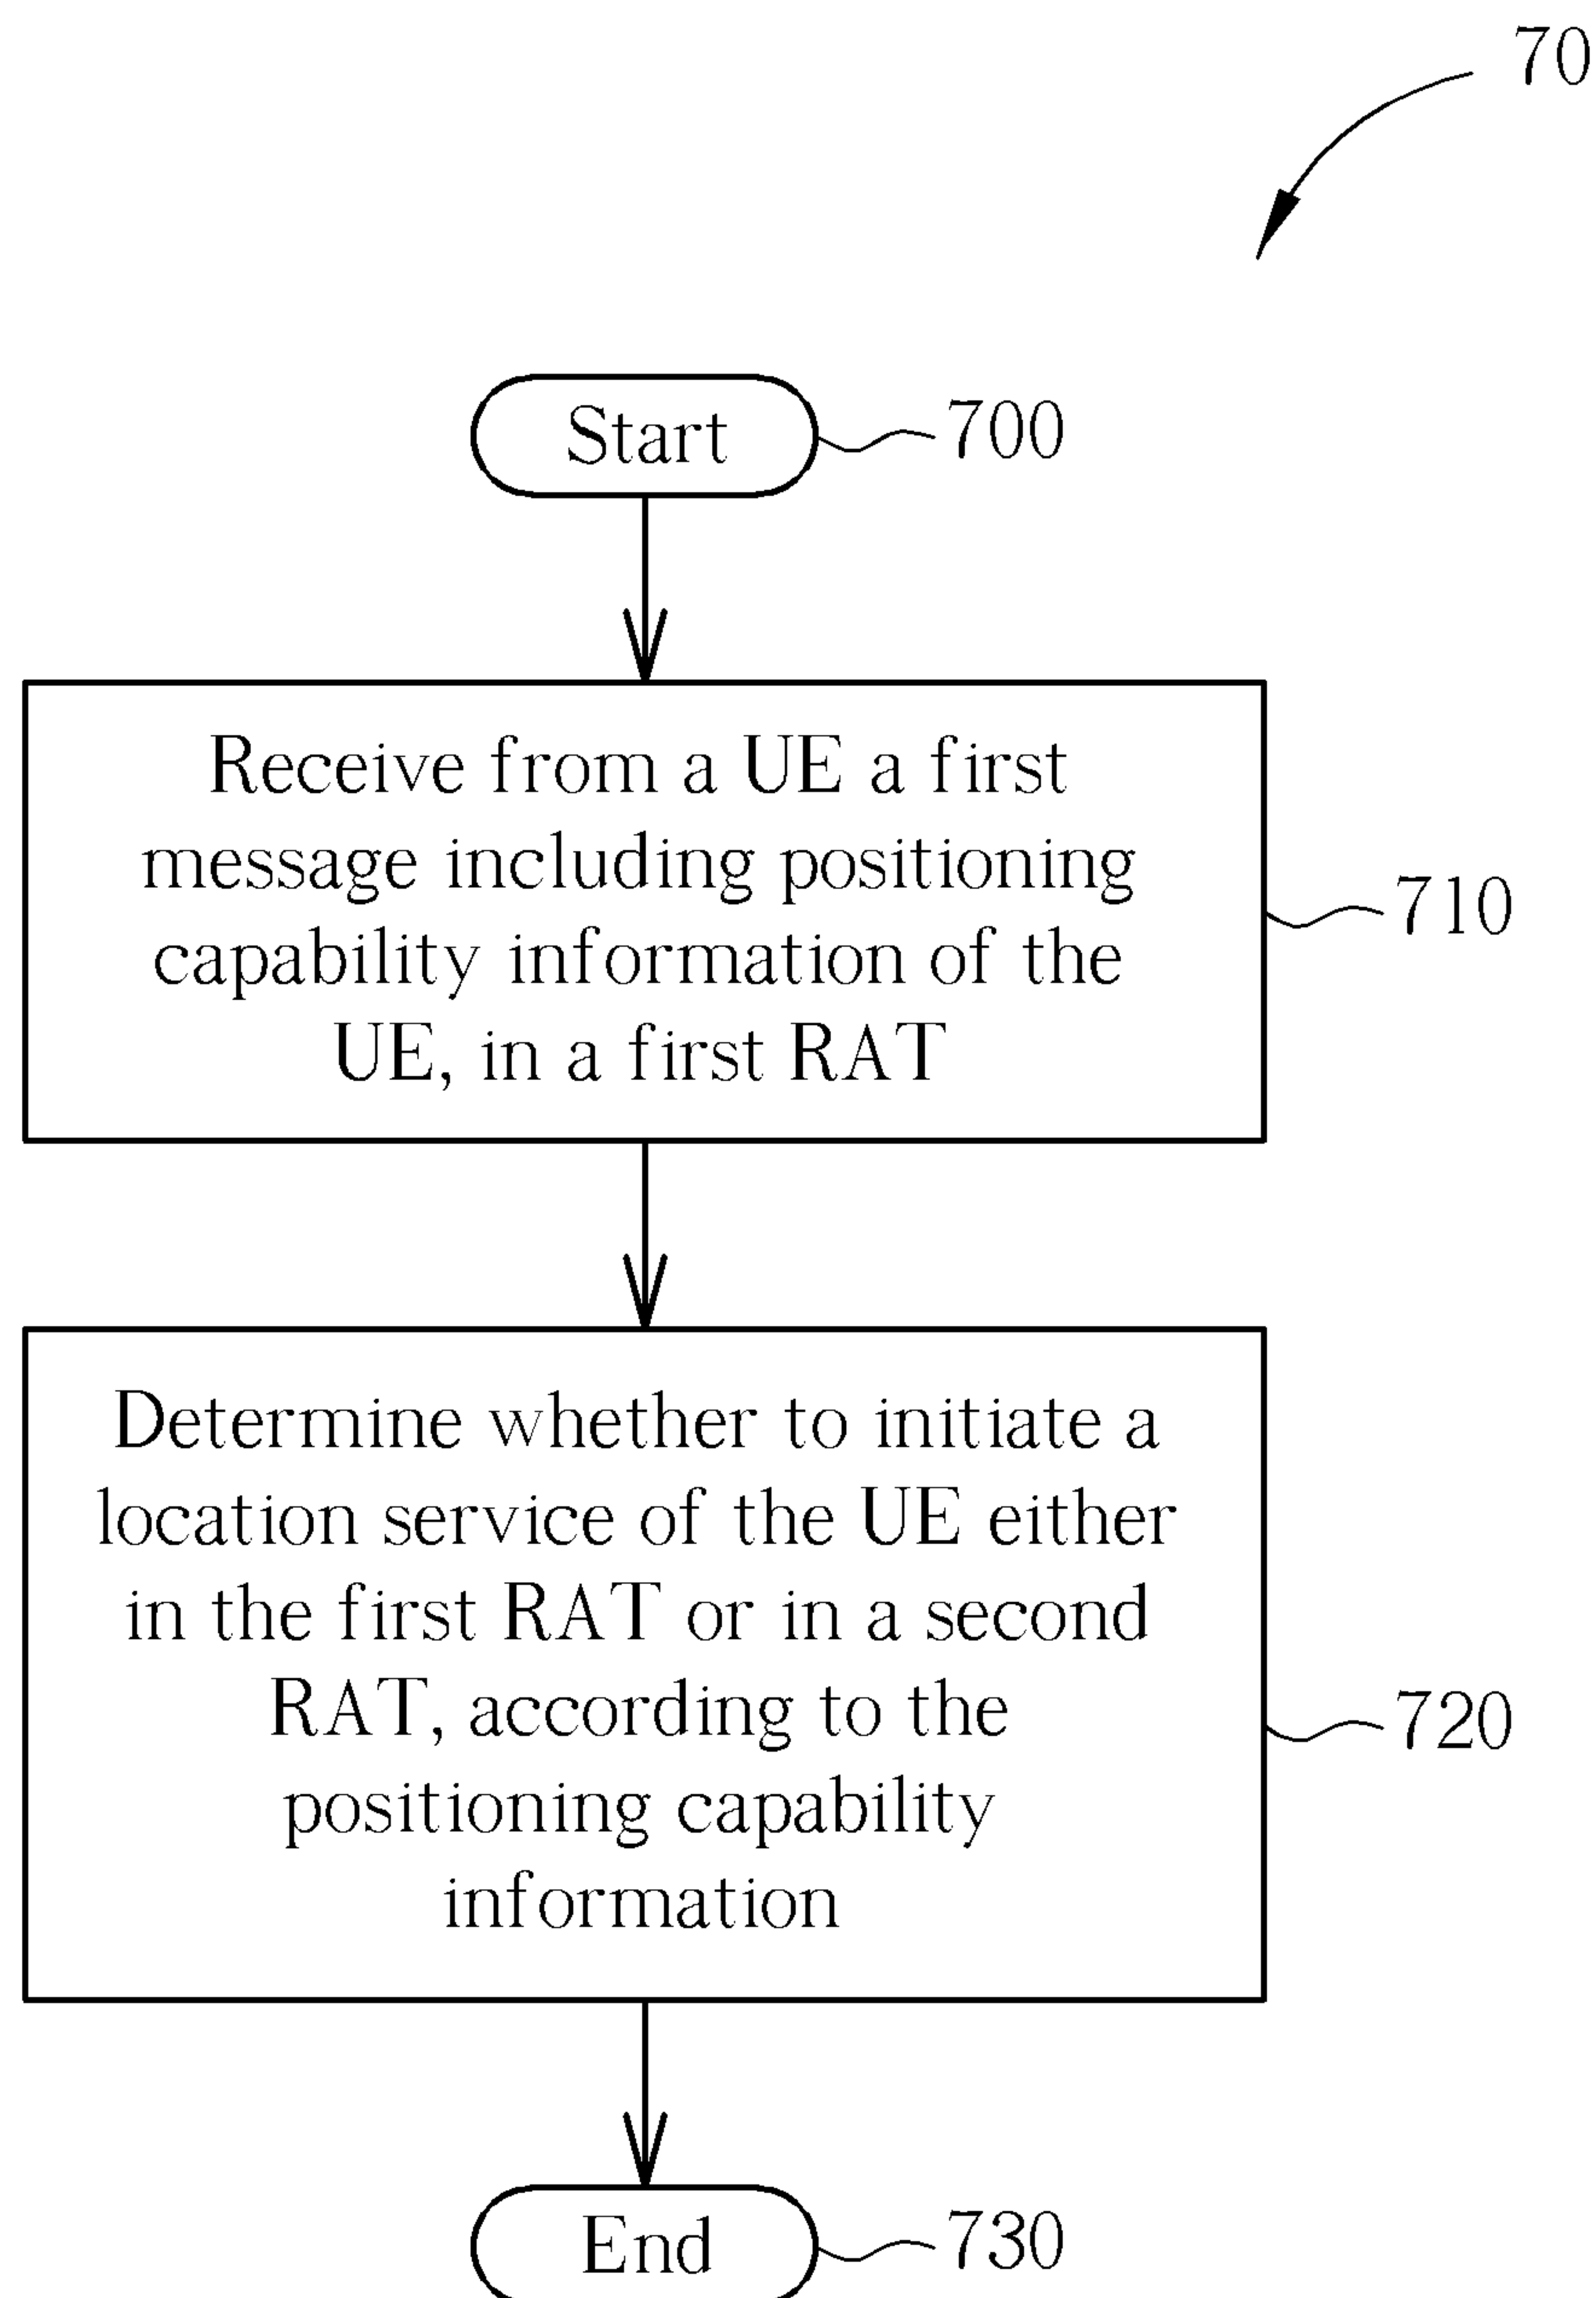 70
Start
700
Receive from a UE a first
message including positioning
capability information of the
UE, in a first RAT
710
Determine whether to initiate a
location service of the UE either
in the first RAT or in a second
RAT, according to the
positioning capability
information
720
End
730